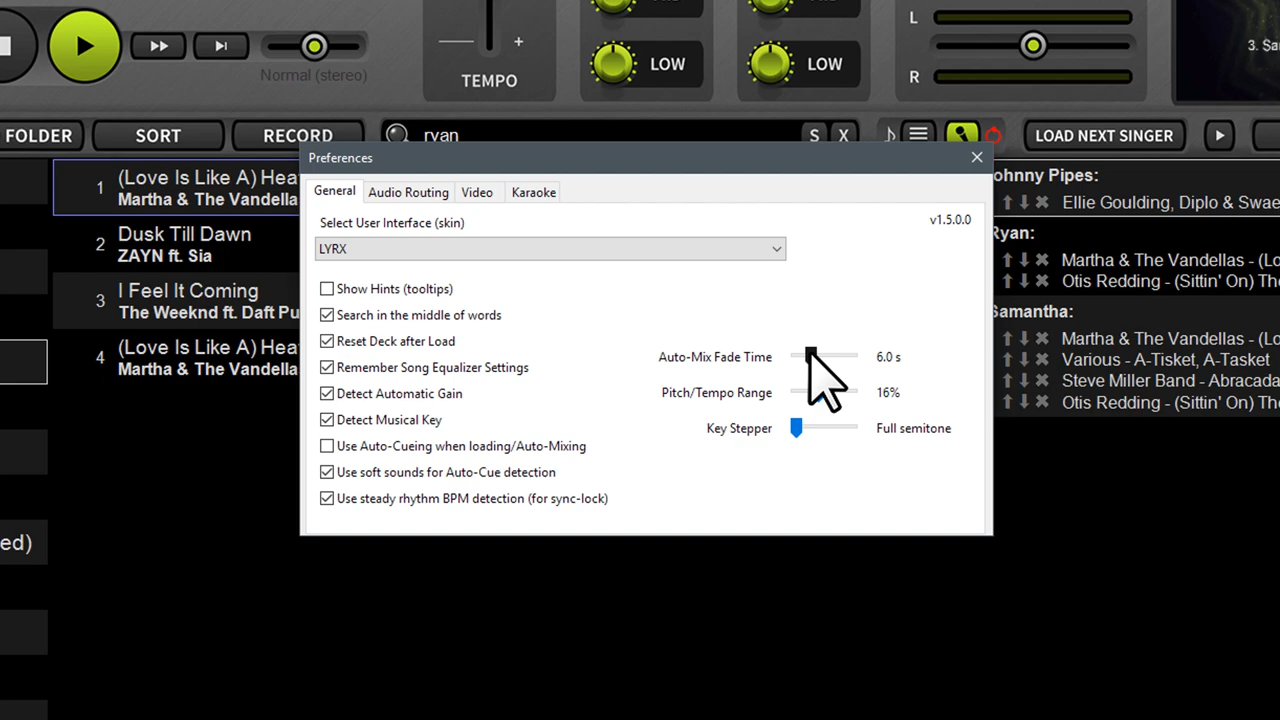 Normal (stereo)
TEMPO
LOW
LOW
L
R
FOLDER
SORT
RECORD
ryan
S
X
LOAD NEXT SINGER
1
(Love Is Like A) Hea
Martha & The Vandella
2
Dusk Till Dawn
ZAYN ft. Sia
3
I Feel It Coming
The Weeknd ft. Daft Pu
4
(Love Is Like A) Hea
Martha & The Vandella
ed)
Preferences
General
Audio Routing
Video
Karaoke
Select User Interface (skin)
v1.5.0.0
LYRX
Show Hints (tooltips)
Search in the middle of words
Reset Deck after Load
Remember Song Equalizer Settings
Detect Automatic Gain
Detect Musical Key
Use Auto-Cueing when loading/Auto-Mixing
Use soft sounds for Auto-Cue detection
Use steady rhythm BPM detection (for sync-lock)
Auto-Mix Fade Time
6.0 s
Pitch/Tempo Range
16%
Key Stepper
Full semitone
ohnny Pipes:
Ellie Goulding, Diplo & Swae
Ryan:
Martha & The Vandellas - (Lo
Otis Redding - (Sittin' On) The
Samantha:
Martha & The Vandellas - (Lo
Various - A-Tisket, A-Tasket
Steve Miller Band - Abracada
Otis Redding - (Sittin' On) The